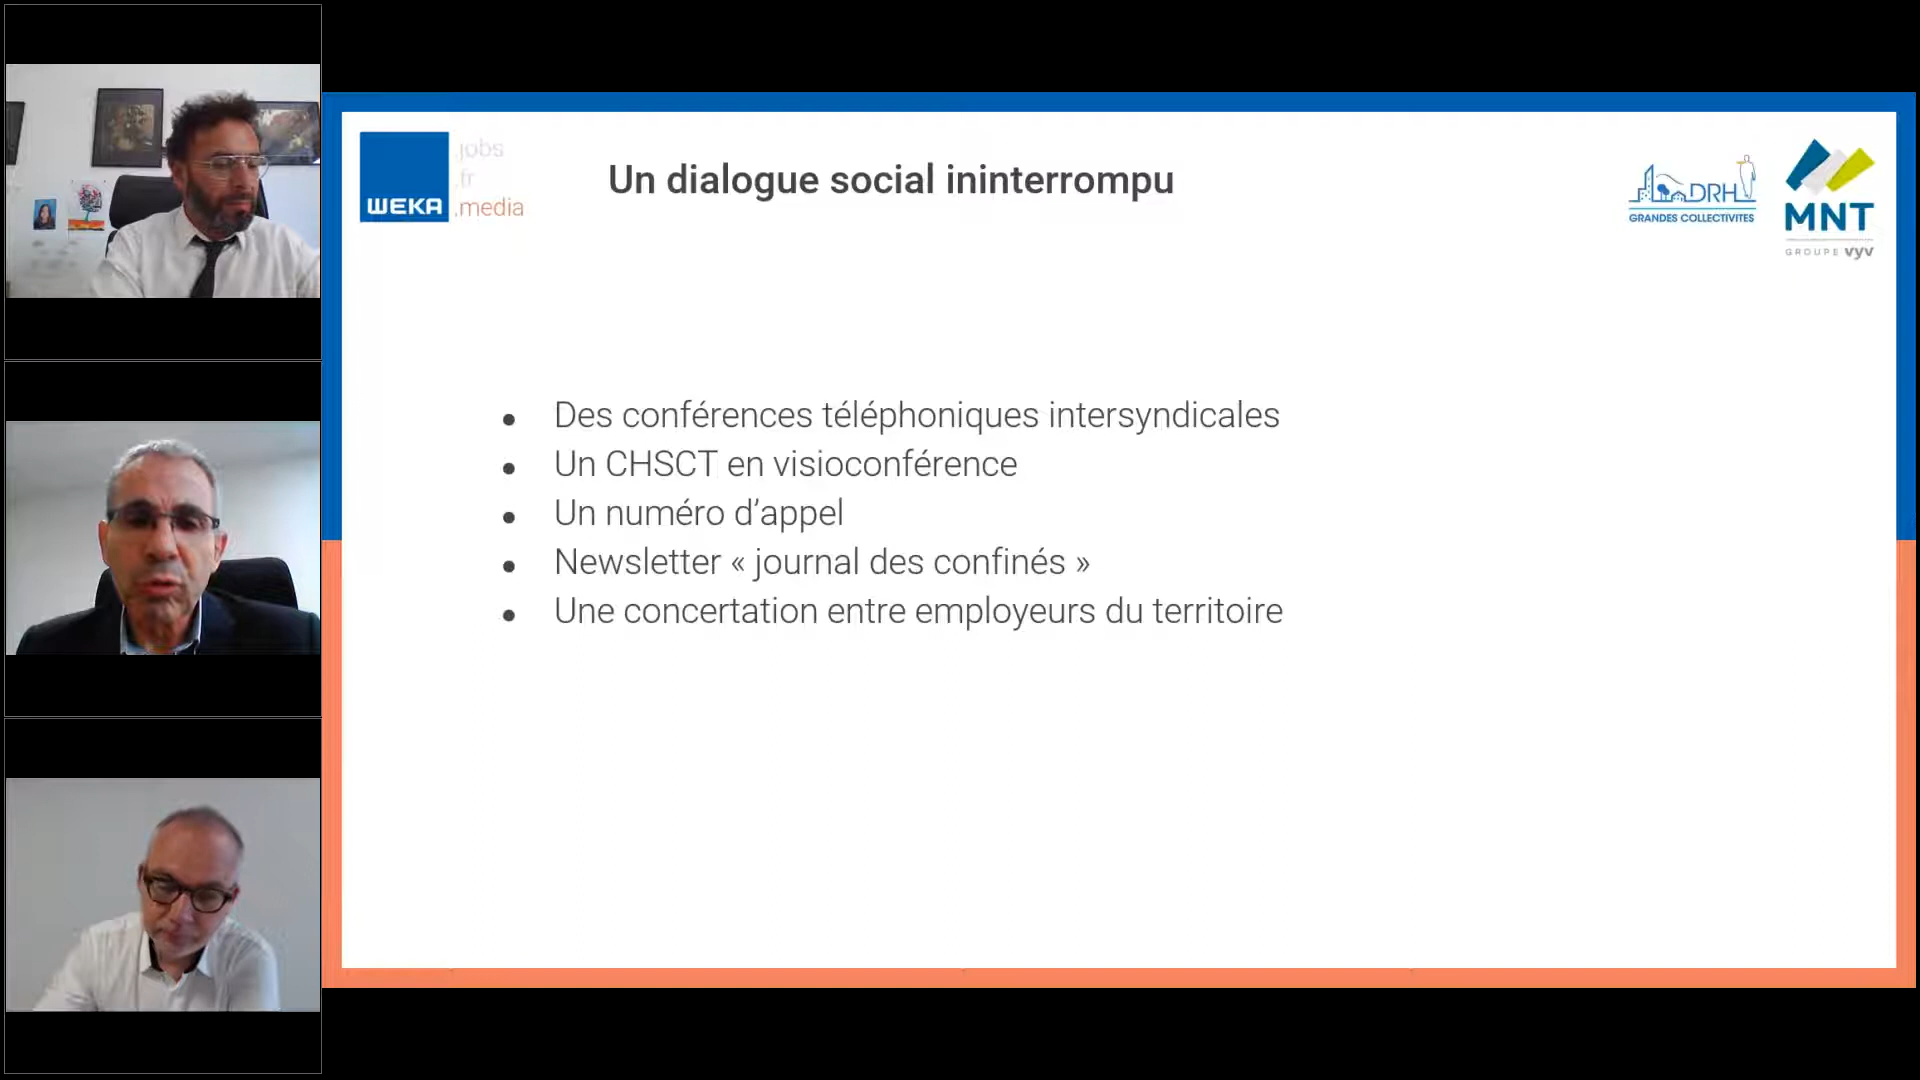 WEKA
.jobs
.fr
.media
Un dialogue social ininterrompu
DRH
GRANDES COLLECTIVITES
MNT
GROUPE vyv
• Des conférences téléphoniques intersyndicales
• Un CHSCT en visioconférence
• Un numéro d’appel
• Newsletter « journal des confinés »
• Une concertation entre employeurs du territoire